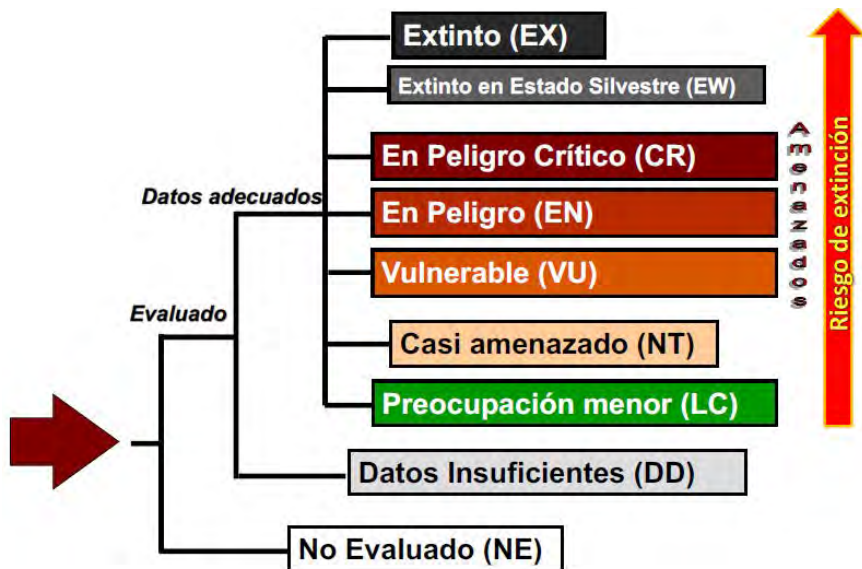 Extinto (EX)
Extinto en Estado Silvestre (EW)
En Peligro Crítico (CR)
Datos adecuados
En Peligro (EN)
Vulnerable (VU)
Evaluado
Casi amenazado (NT)
Preocupación menor (LC)
Datos Insuficientes (DD)
No Evaluado (NE)
Amenazados
Riesgo de extinción